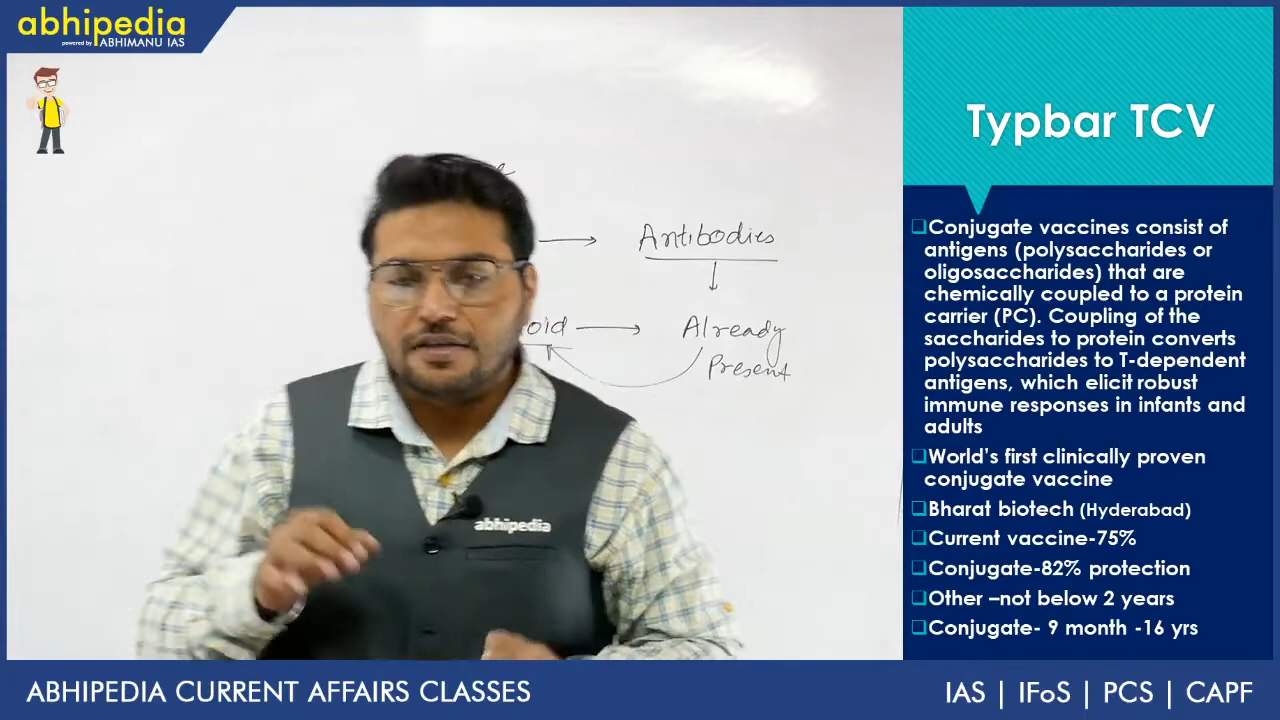 abhipedia
powered by ABHIMANU IAS
Antibodies
Already
Present
abhipedia
Typbar TCV
Conjugate vaccines consist of
antigens (polysaccharides or
oligosaccharides) that are
chemically coupled to a protein
carrier (PC). Coupling of the
saccharides to protein converts
polysaccharides to T-dependent
antigens, which elicit robust
immune responses in infants and
adults
World's first clinically proven
conjugate vaccine
Bharat biotech (Hyderabad)
Current vaccine-75%
Conjugate-82% protection
Other –not below 2 years
Conjugate- 9 month -16 yrs
ABHIPEDIA CURRENT AFFAIRS CLASSES
IAS | IFoS | PCS | CAPF